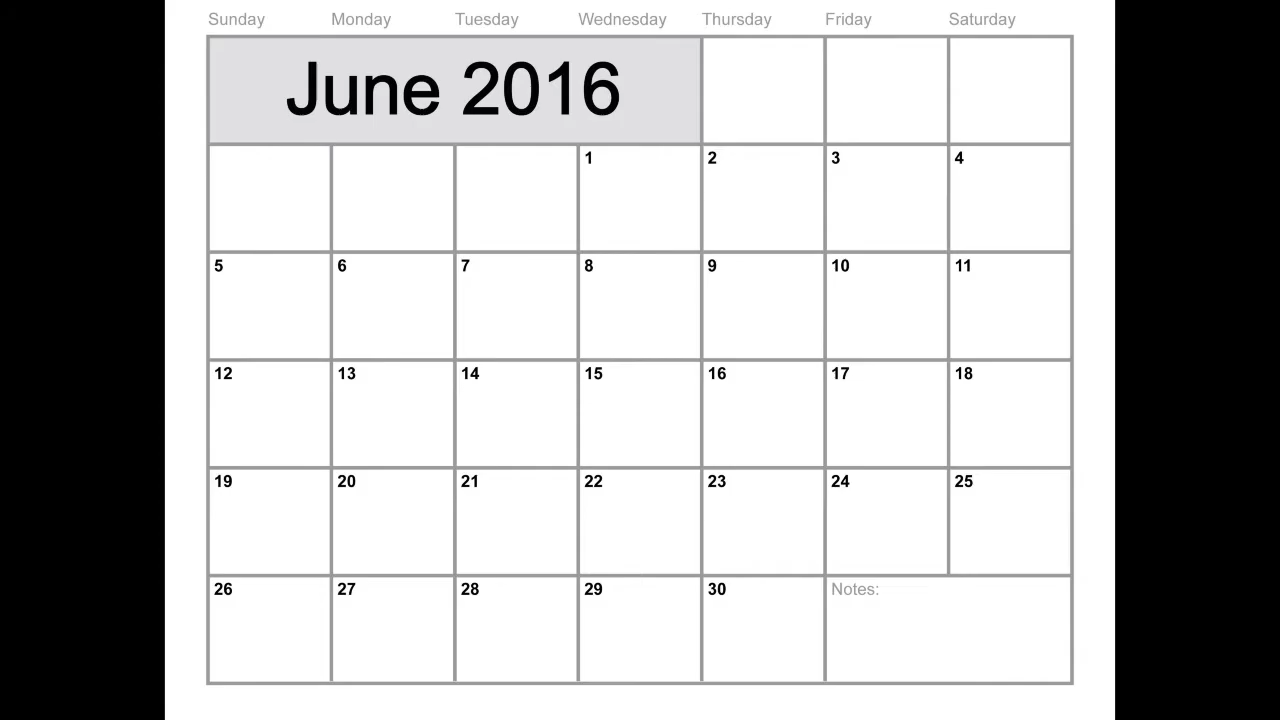 Sunday Monday Tuesday Wednesday Thursday Friday Saturday
June 2016
1 2 3 4
5 6 7 8 9 10 11
12 13 14 15 16 17 18
19 20 21 22 23 24 25
26 27 28 29 30 Notes: